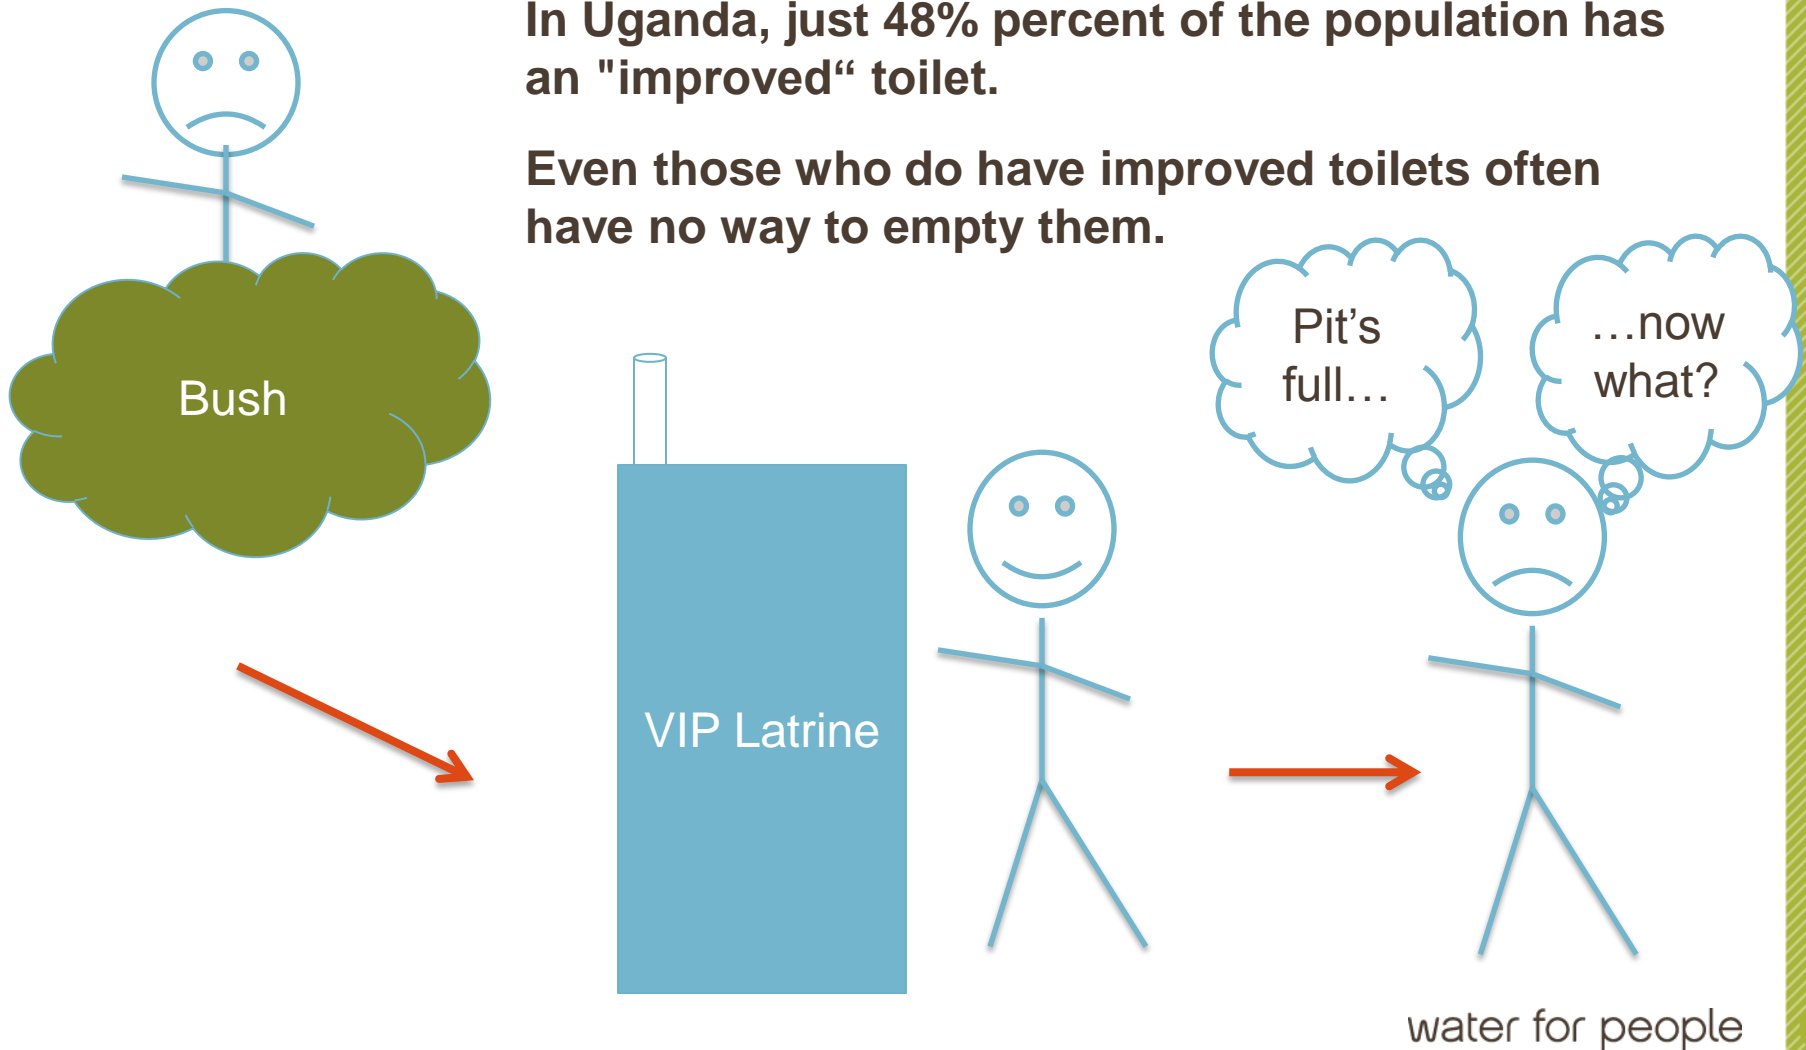 In Uganda, just 48% percent of the population has
an "improved“ toilet.
Even those who do have improved toilets often
have no way to empty them.
Bush
VIP Latrine
Pit’s
full…
…now
what?
water for people